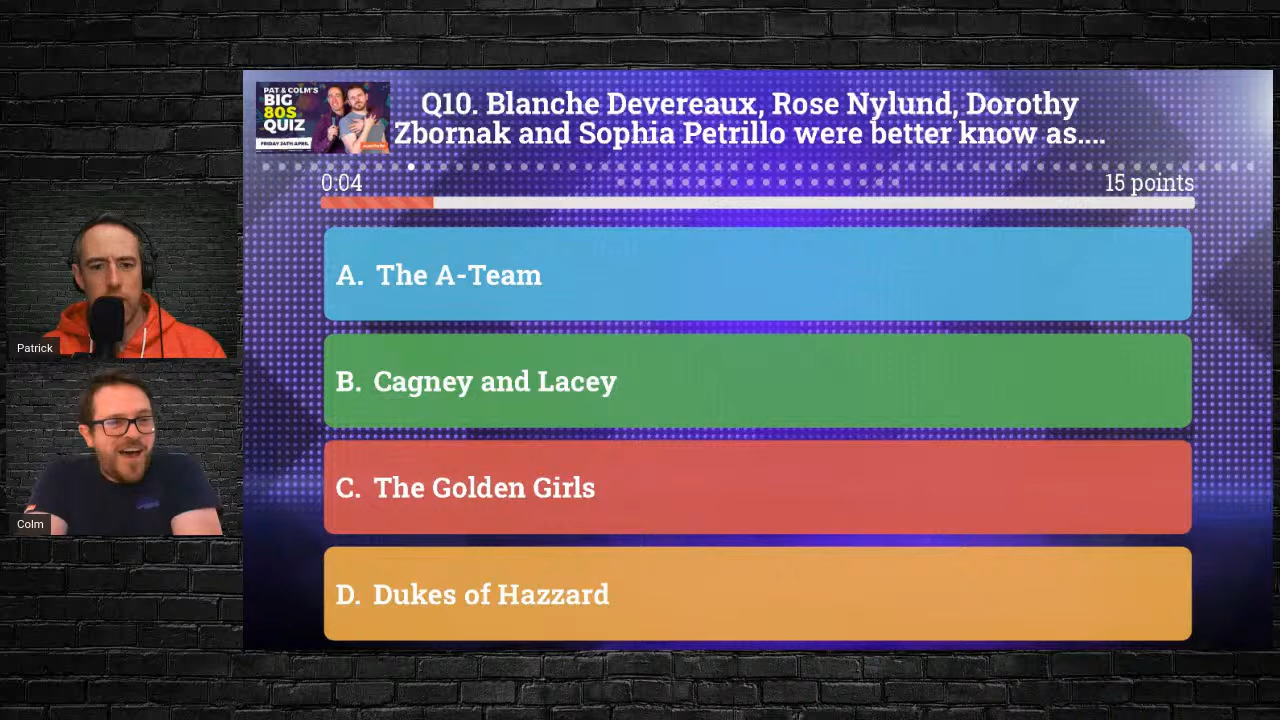 PAT & COLM'S
BIG
80S
QUIZ
FRIDAY 24TH APRIL
Q10. Blanche Devereaux, Rose Nylund, Dorothy
Zbornak and Sophia Petrillo were better know as....
0:04
15 points
A. The A-Team
B. Cagney and Lacey
C. The Golden Girls
D. Dukes of Hazzard
Patrick
Colm